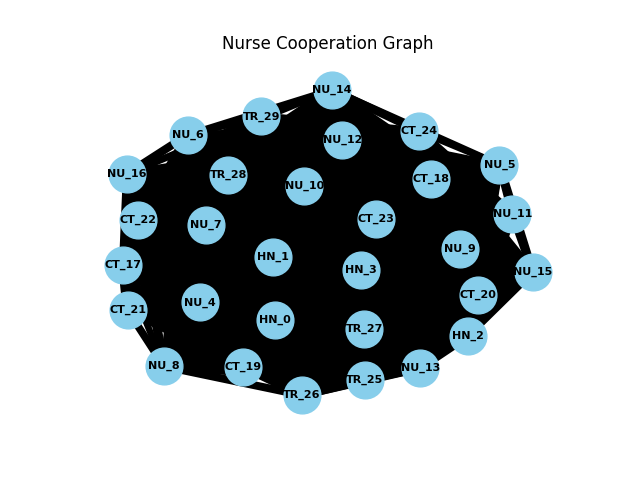 Nurse Cooperation Graph
NU_14
TR_29
CT_24
NU_6
NU_12
NU_5
NU_16
TR_28
CT_18
NU_10
NU_11
CT_22
CT_23
NU_7
NU_9
HN_1
CT_17
HN_3
NU_15
CT_20
NU_4
CT_21
HN_0
TR_27
HN_2
NU_8
CT_19
NU_13
TR_25
TR_26